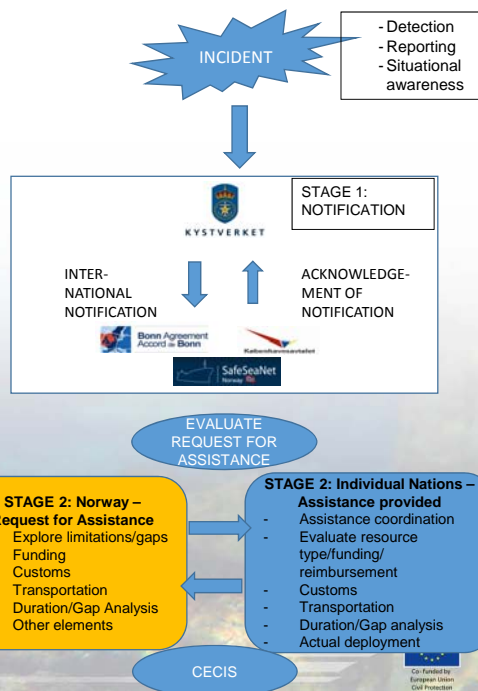 INCIDENT
- Detection
- Reporting
- Situational
awareness
STAGE 1:
NOTIFICATION
KYSTVERKET
INTER-
NATIONAL
NOTIFICATION
ACKNOWLEDGE-
MENT OF
NOTIFICATION
Bonn Agreement
Accord de Bonn
Københavnsavtalet
SafeSeaNet
Norway
EVALUATE
REQUEST FOR
ASSISTANCE
STAGE 2: Norway –
Request for Assistance
Explore limitations/gaps
Funding
Customs
Transportation
Duration/Gap Analysis
Other elements
STAGE 2: Individual Nations –
Assistance provided
- Assistance coordination
- Evaluate resource
type/funding/
reimbursement
- Customs
- Transportation
- Duration/Gap analysis
- Actual deployment
CECIS
Co-funded by
European Union
Civil Protection